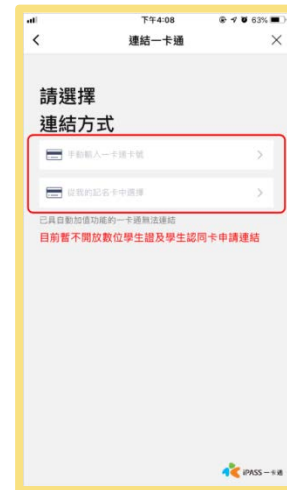 下午4:08
63%
連結一卡通
請選擇
連結方式
手動輸入一卡通卡號
從我的記名卡中選擇
已具自動加值功能的一卡通無法連結
目前暫不開放數位學生證及學生認同卡申請連結
iPASS 一卡通